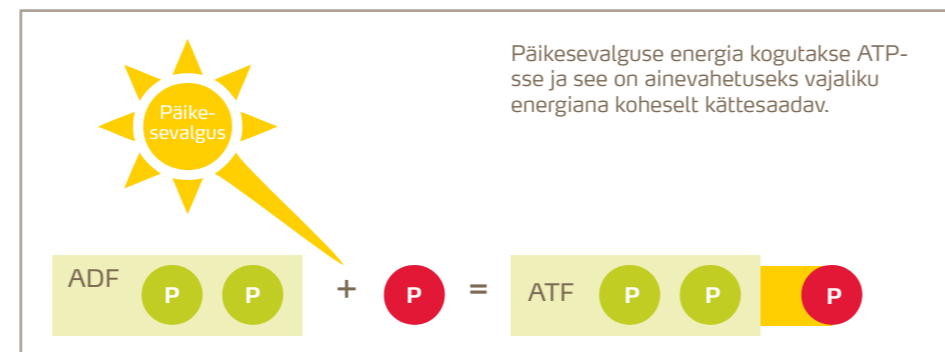 Päikesevalguse energia kogutakse ATP-
sse ja see on ainevahetuseks vajaliku
energiana koheselt kättesaadav.
Päike-
sevalgus
ADF P P + P = ATF P P P